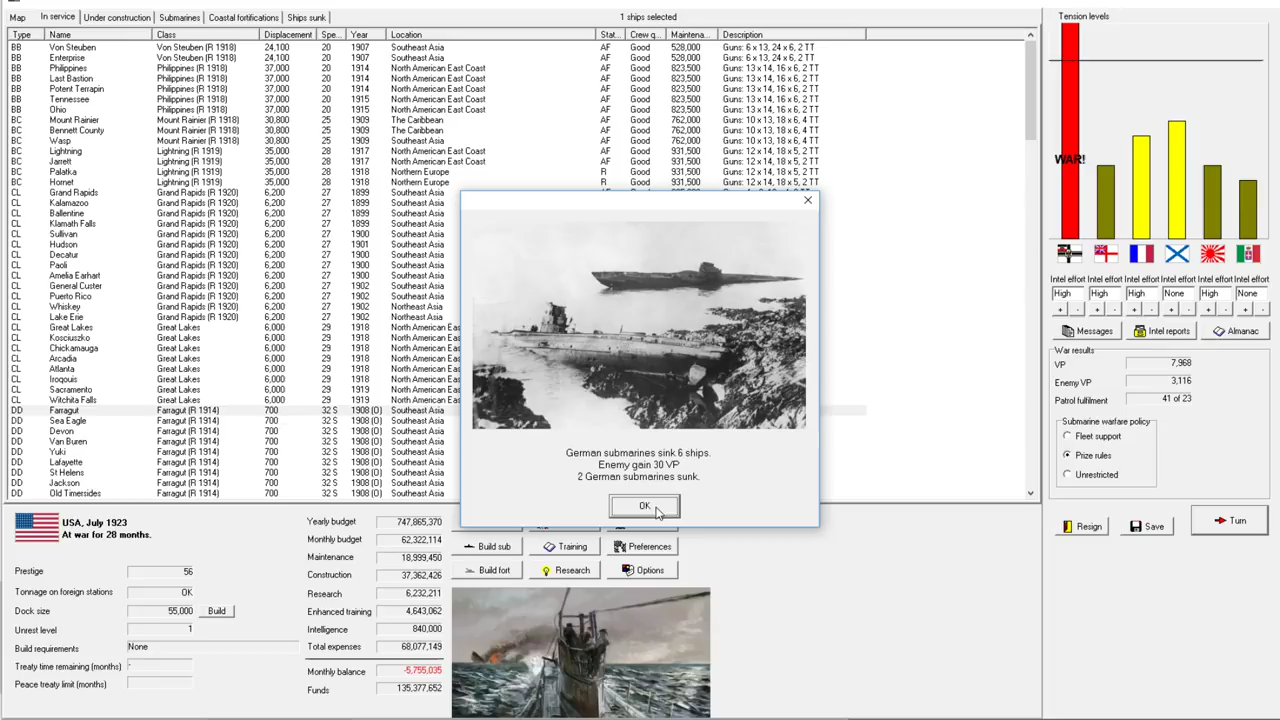 Map In service Under construction Submarines Coastal fortifications Ships sunk 1 ships selected
Type Name Class Displacement Spe... Year Location Stat... Crew q... Maintena... Description
BB Von Steuben Von Steuben (R 1918) 24,100 20 1907 Southeast Asia AF Good 528,000 Guns: 6 x 13, 24 x 6, 2 TT
BB Enterprise Von Steuben (R 1918) 24,100 20 1907 Southeast Asia AF Good 528,000 Guns: 6 x 13, 24 x 6, 2 TT
BB Philippines Philippines (R 1918) 37,000 20 1914 North American East Coast AF Good 823,500 Guns: 13 x 14, 16 x 6, 2 TT
BB Last Bastion Philippines (R 1918) 37,000 20 1914 North American East Coast AF Good 823,500 Guns: 13 x 14, 16 x 6, 2 TT
BB Potent Terrapin Philippines (R 1918) 37,000 20 1914 North American East Coast AF Good 823,500 Guns: 13 x 14, 16 x 6, 2 TT
BB Tennessee Philippines (R 1918) 37,000 20 1915 North American East Coast AF Good 823,500 Guns: 13 x 14, 16 x 6, 2 TT
BB Ohio Philippines (R 1918) 37,000 20 1915 North American East Coast AF Good 823,500 Guns: 13 x 14, 16 x 6, 2 TT
BC Mount Rainier Mount Rainier (R 1918) 30,800 25 1909 The Caribbean AF Good 762,000 Guns: 10 x 13, 18 x 6, 4 TT
BC Bennett County Mount Rainier (R 1918) 30,800 25 1909 The Caribbean AF Good 762,000 Guns: 10 x 13, 18 x 6, 4 TT
BC Wasp Mount Rainier (R 1918) 30,800 25 1909 Southeast Asia AF Good 762,000 Guns: 10 x 13, 18 x 6, 4 TT
BC Lightning Lightning (R 1919) 35,000 28 1917 North American East Coast AF Good 931,500 Guns: 12 x 14, 18 x 5, 2 TT
BC Jarrett Lightning (R 1919) 35,000 28 1917 North American East Coast AF Good 931,500 Guns: 12 x 14, 18 x 5, 2 TT
BC Palatka Lightning (R 1919) 35,000 28 1917 Northern Europe R Good 931,500 Guns: 12 x 14, 18 x 5, 2 TT
BC Hornet Lightning (R 1919) 35,000 28 1917 Northern Europe R Good 931,500 Guns: 12 x 14, 18 x 5, 2 TT
CL Grand Rapids Grand Rapids (R 1920) 6,200 27 1899 Southeast Asia
CL Kalamazoo Grand Rapids (R 1920) 6,200 27 1899 Southeast Asia
CL Ballentine Grand Rapids (R 1920) 6,200 27 1899 Southeast Asia
CL Klamath Falls Grand Rapids (R 1920) 6,200 27 1899 Southeast Asia
CL Sullivan Grand Rapids (R 1920) 6,200 27 1900 Southeast Asia
CL Hudson Grand Rapids (R 1920) 6,200 27 1901 Southeast Asia
CL Decatur Grand Rapids (R 1920) 6,200 27 1900 Southeast Asia
CL Paoli Grand Rapids (R 1920) 6,200 27 1900 Southeast Asia
CL Amelia Earhart Grand Rapids (R 1920) 6,200 27 1900 Southeast Asia
CL General Custer Grand Rapids (R 1920) 6,200 27 1902 Southeast Asia
CL Puerto Rico Grand Rapids (R 1920) 6,200 27 1902 Southeast Asia
CL Whiskey Grand Rapids (R 1920) 6,200 27 1902 Southeast Asia
CL Lake Erie Grand Rapids (R 1920) 6,200 27 1902 Northeast Asia
CL Great Lakes Great Lakes 6,000 29 1918 North American Ea
CL Kosciuszko Great Lakes 6,000 29 1918 North American Ea
CL Chickamauga Great Lakes 6,000 29 1918 North American Ea
CL Arcadia Great Lakes 6,000 29 1918 North American Ea
CL Atlanta Great Lakes 6,000 29 1918 North American Ea
CL Iroquois Great Lakes 6,000 29 1918 North American Ea
CL Sacramento Great Lakes 6,000 29 1919 North American Ea
CL Witchita Falls Great Lakes 6,000 29 1919 North American Ea
DD Farragut Farragut (R 1914) 700 32 S 1908 (O) Southeast Asia
DD Sea Eagle Farragut (R 1914) 700 32 S 1908 (O) Southeast Asia
DD Devon Farragut (R 1914) 700 32 S 1908 (O) Southeast Asia
DD Van Buren Farragut (R 1914) 700 32 S 1908 (O) Southeast Asia
DD Yuki Farragut (R 1914) 700 32 S 1908 (O) Southeast Asia
DD Lafayette Farragut (R 1914) 700 32 S 1908 (O) Southeast Asia
DD St Helens Farragut (R 1914) 700 32 S 1908 (O) Southeast Asia
DD Jackson Farragut (R 1914) 700 32 S 1908 (O) Southeast Asia
DD Old Timersides Farragut (R 1914) 700 32 S 1908 (O) Southeast Asia
German submarines sink 6 ships.
Enemy gain 30 VP
2 German submarines sunk.
OK
Tension levels
WAR!
Intel effort Intel effort Intel effort Intel effort Intel effort Intel effort
High High High None High None
+ - + - + - + - + - + -
Messages Intel reports Almanac
War results
VP 7,968
Enemy VP 3,116
Patrol fulfilment 41 of 23
Submarine warfare policy
Fleet support
Prize rules
Unrestricted
Resign Save Turn
USA, July 1923
At war for 28 months.
Prestige 56
Tonnage on foreign stations OK
Dock size 55,000 Build
Unrest level 1
Build requirements None
Treaty time remaining (months) -
Peace treaty limit (months)
Yearly budget 747,865,370
Monthly budget 62,322,114
Maintenance 18,999,450
Construction 37,362,426
Research 6,232,211
Enhanced training 4,643,062
Intelligence 840,000
Total expenses 68,077,149
Monthly balance -5,755,035
Funds 135,377,652
Build sub Training Preferences
Build fort Research Options